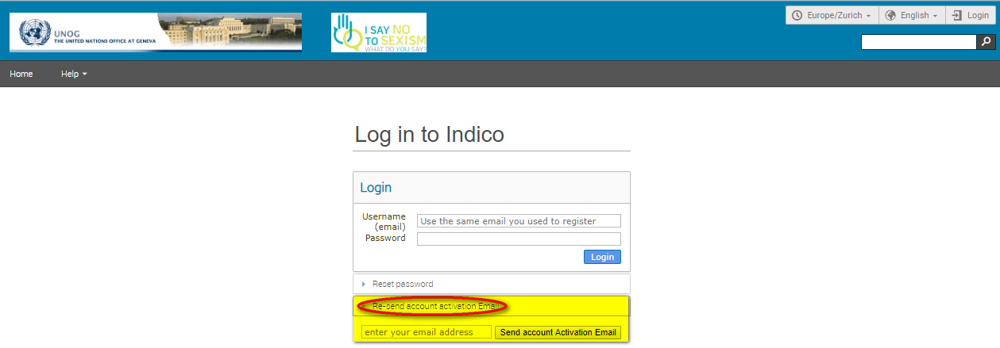 UNOG
THE UNITED NATIONS OFFICE AT GENEVA
I SAY NO
TO SEXISM
WHAT DO YOU SAY?
Europe/Zurich
English
Login
Home
Help
Log in to Indico
Login
Username
(email)
Use the same email you used to register
Password
Login
Reset password
Re-send account activation Email
enter your email address
Send account Activation Email